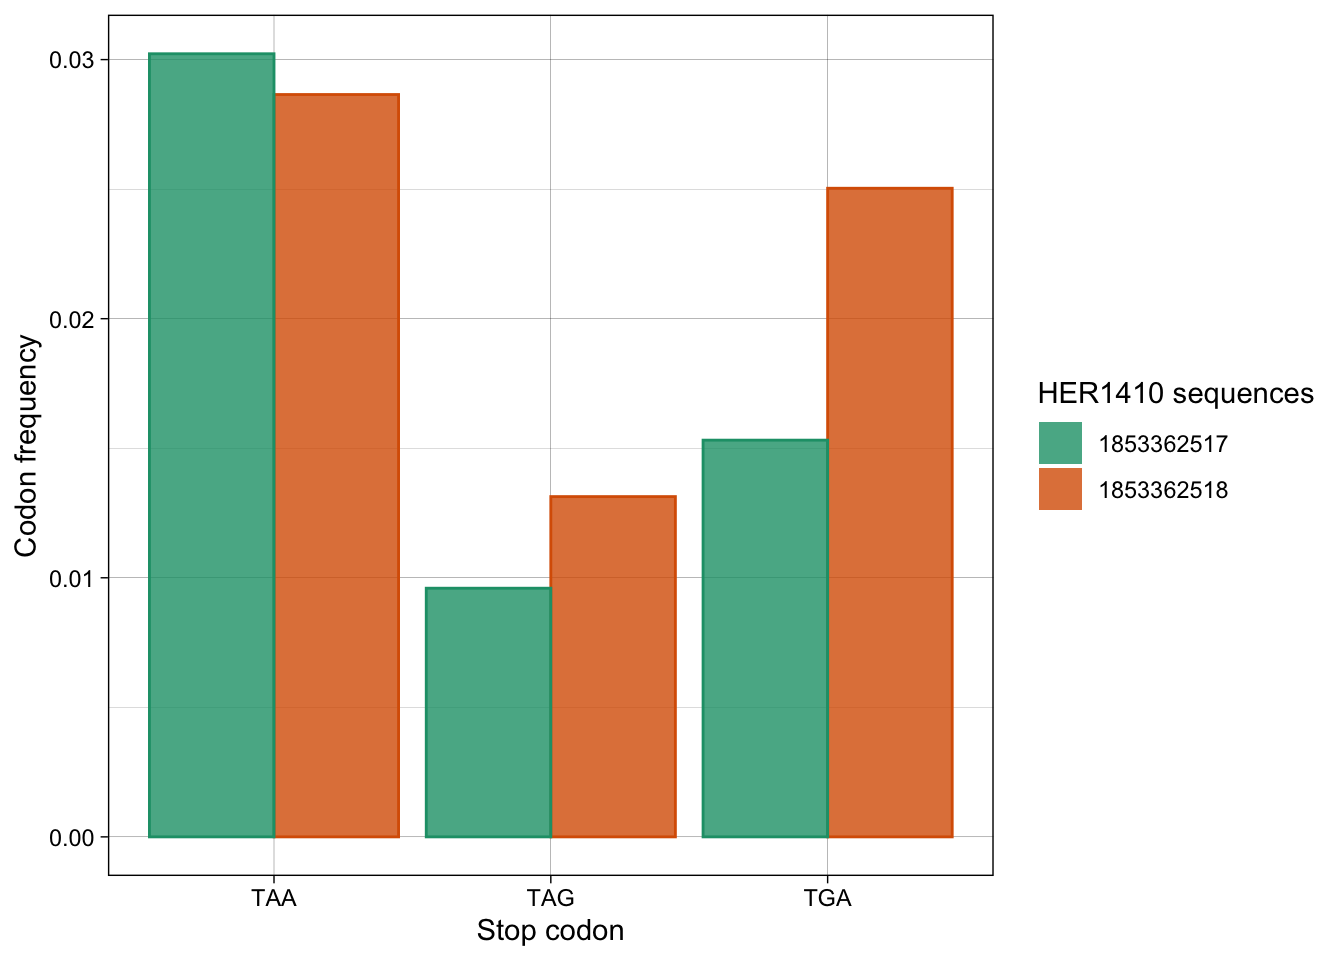 0.03
0.02
0.01
0.00
Codon frequency
TAA
TAG
TGA
Stop codon
HER1410 sequences
1853362517
1853362518